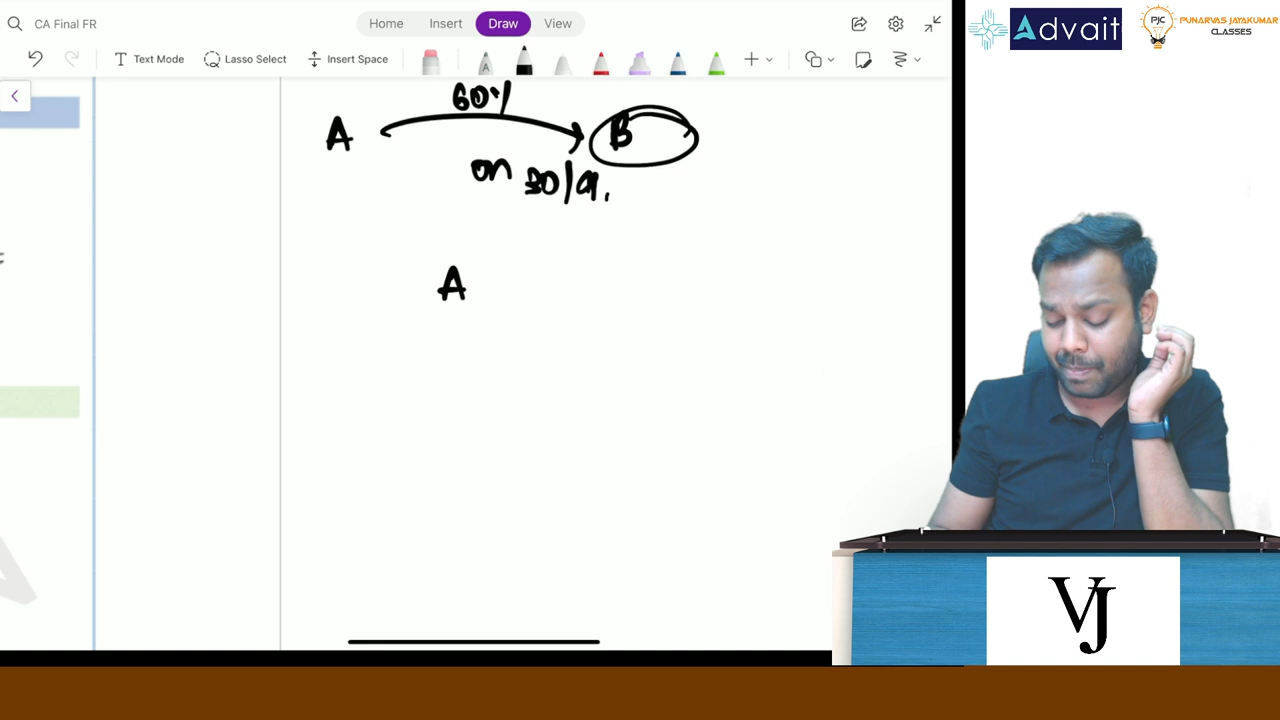 CA Final FR
Home Insert Draw View
Text Mode Lasso Select Insert Space
Advait
PJC
PUNARVAS JAYAKUMAR
CLASSES
60%
A B
on 30/9.
A
VJ